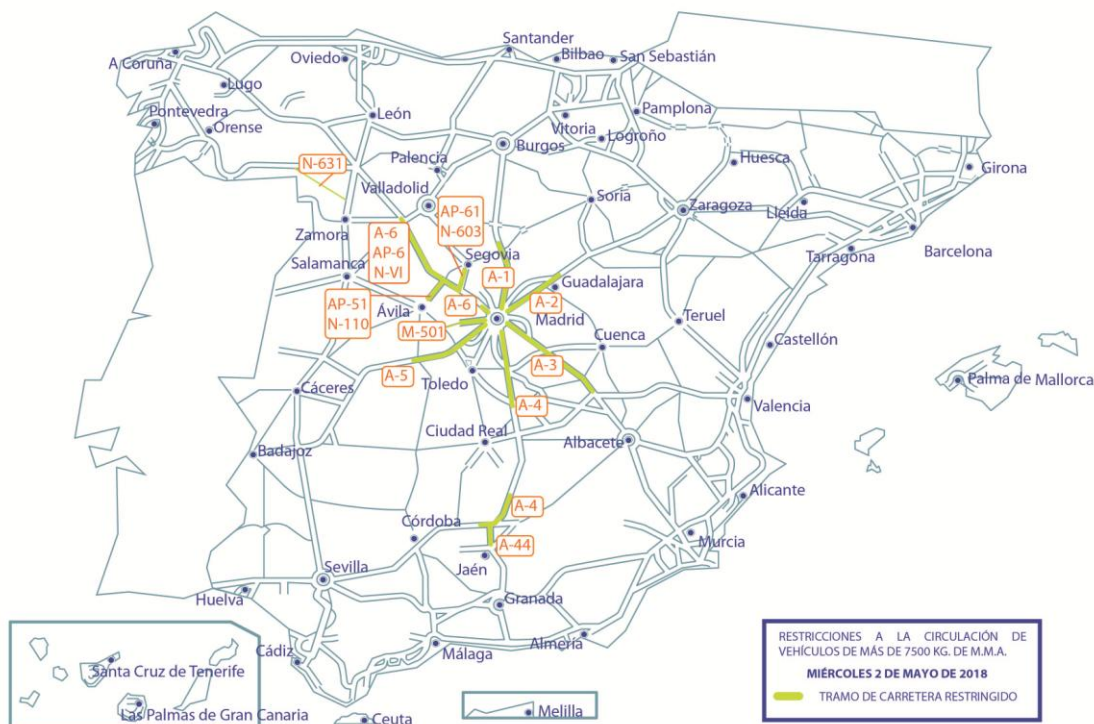 Santander
A Coruña
Oviedo
Bilbao
San Sebastián
Lugo
Pontevedra
León
Pamplona
Orense
Vitoria
Logroño
Burgos
Huesca
Girona
N-631
Palencia
Valladolid
Soria
Zaragoza
Lleida
AP-61
N-603
Zamora
A-6
AP-6
N-VI
Barcelona
Tarragona
Segovia
Salamanca
A-1
Guadalajara
AP-51
N-110
Ávila
A-6
A-2
Madrid
M-501
Teruel
Castellón
Cuenca
A-3
A-5
Toledo
Palma de Mallorca
Cáceres
A-4
Valencia
Ciudad Real
Albacete
Badajoz
Alicante
A-4
Córdoba
Murcia
A-44
Jaén
Sevilla
Huelva
Granada
Almería
Málaga
Cádiz
Santa Cruz de Tenerife
Las Palmas de Gran Canaria
Ceuta
Melilla
RESTRICCIONES A LA CIRCULACIÓN DE
VEHÍCULOS DE MÁS DE 7500 KG. DE M.M.A.
MIÉRCOLES 2 DE MAYO DE 2018
TRAMO DE CARRETERA RESTRINGIDO